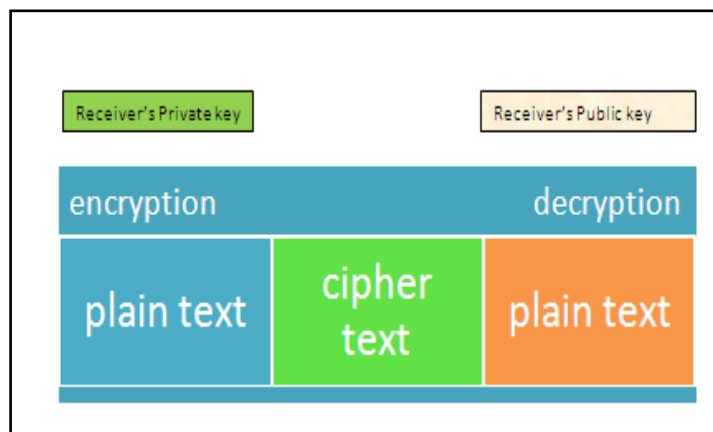 Receiver's Private key
Receiver's Public key
encryption
decryption
plain text
cipher
text
plain text